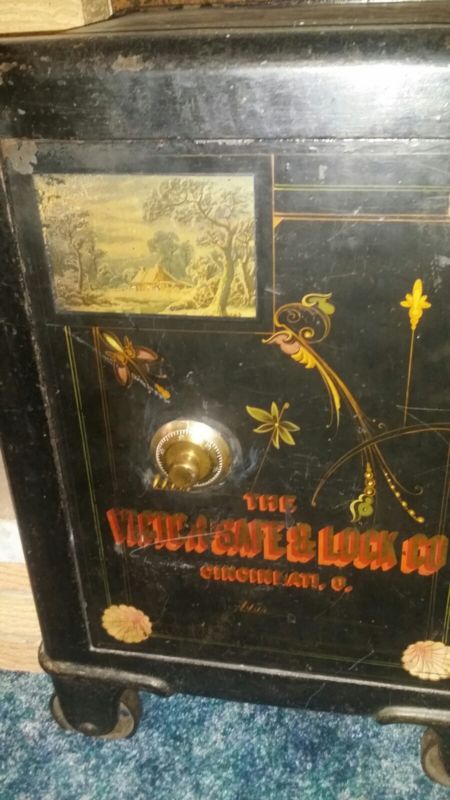 THE
VICTOR SAFE & LOCK CO
CINCINNATI, O.